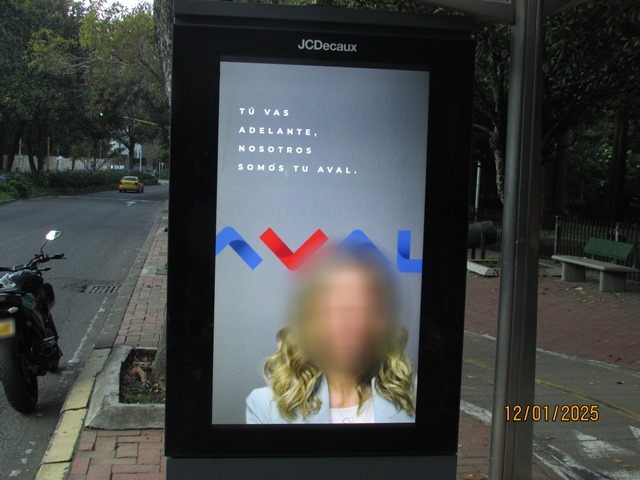 JCDecaux
TÚ VAS
ADELANTE,
NOSOTROS
SOMOS TU AVAL.
AVAL
12/01/2025